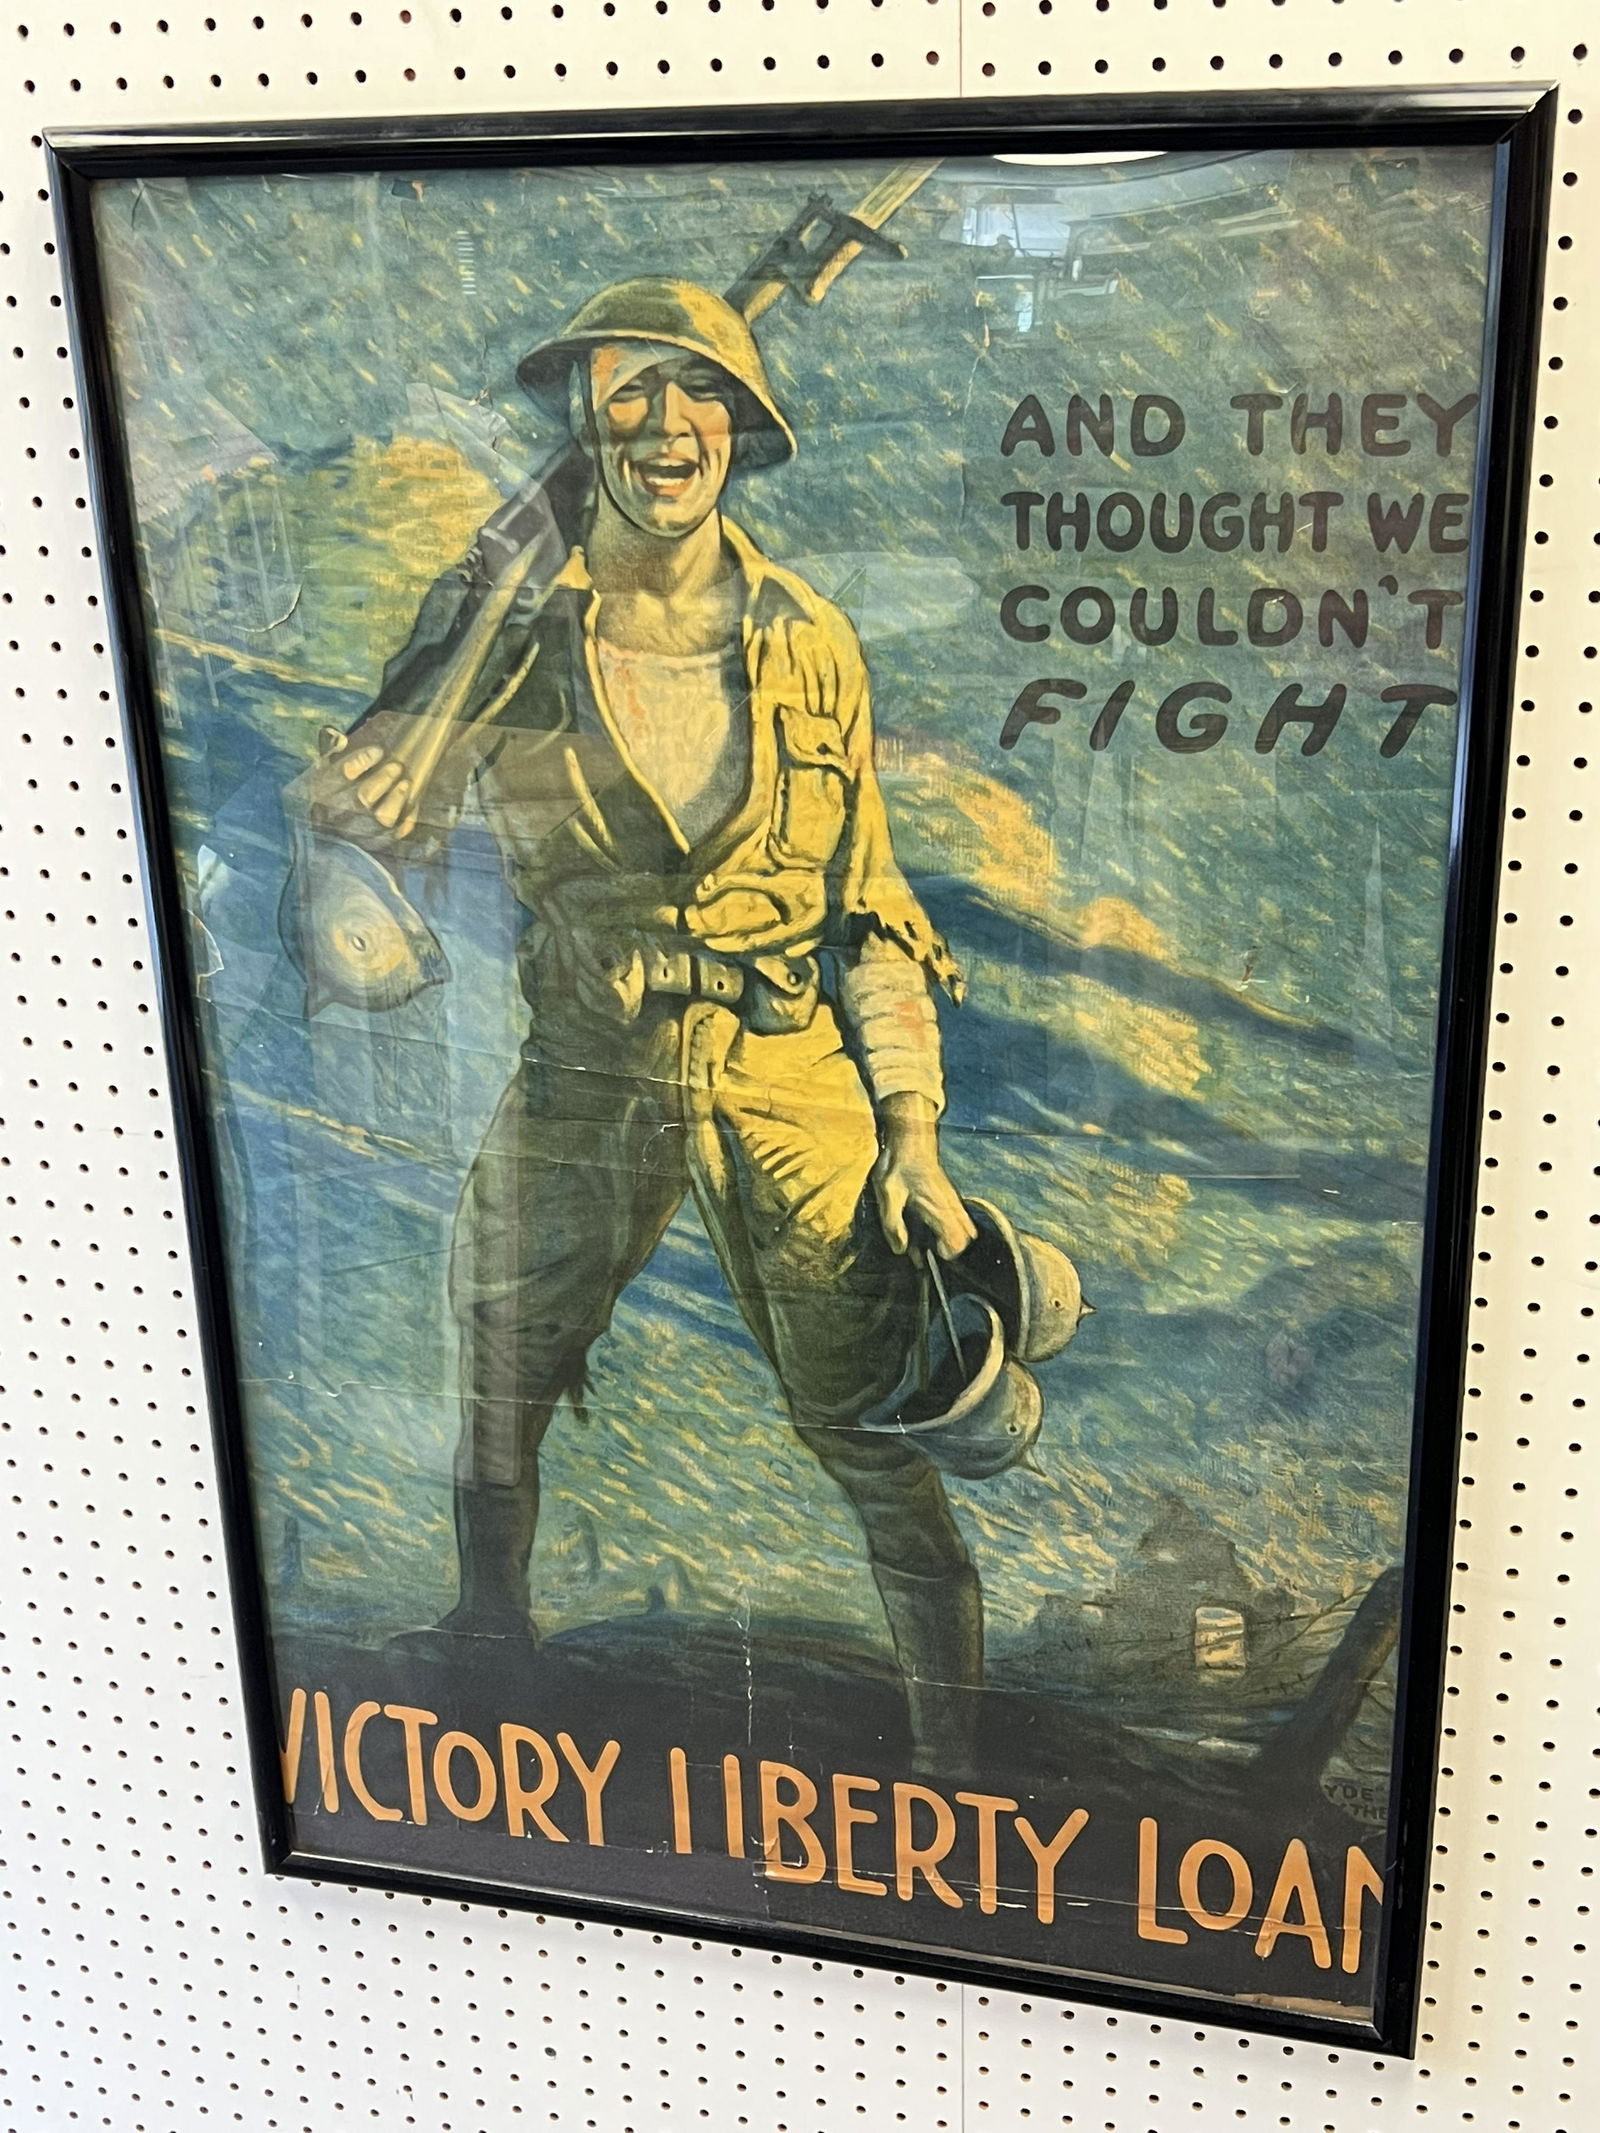 AND THEY
THOUGHT WE
COULDN'T
FIGHT
VICTORY LIBERTY LOAN